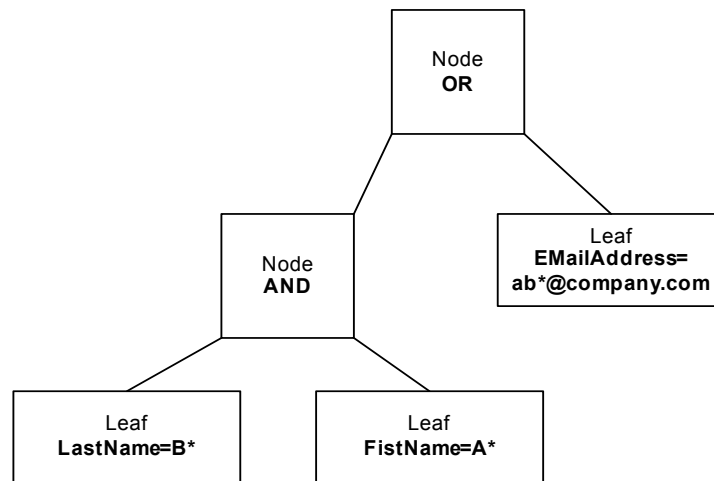 Node
OR
Node
AND
Leaf
EMailAddress=
ab*@company.com
Leaf
LastName=B*
Leaf
FistName=A*